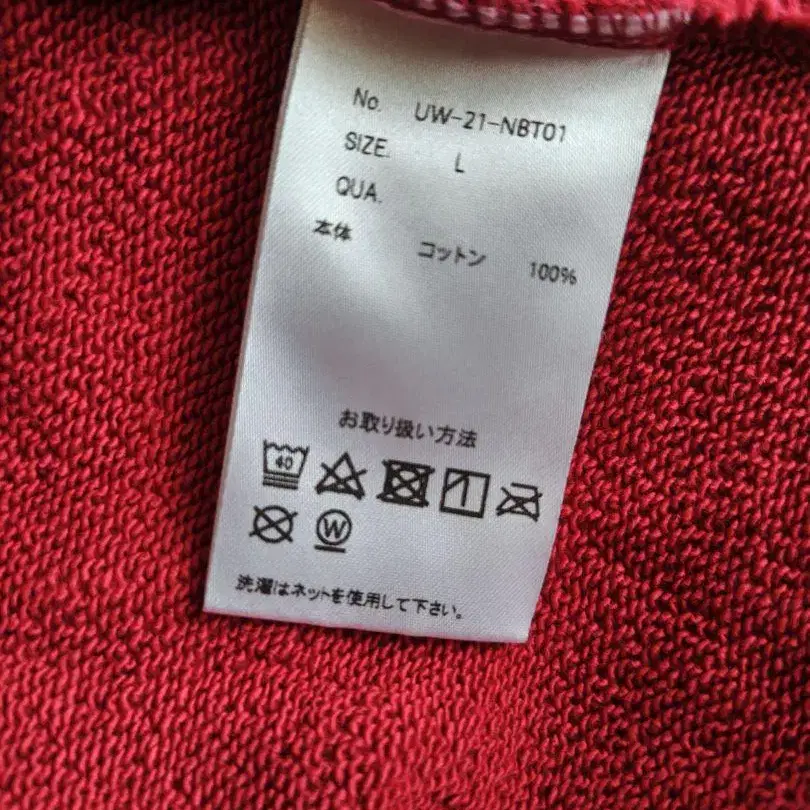 No. UW-21-NBT01
SIZE. L
QUA.
本体 コットン 100%
お取り扱い方法
40
W
洗濯はネットを使用して下さい。